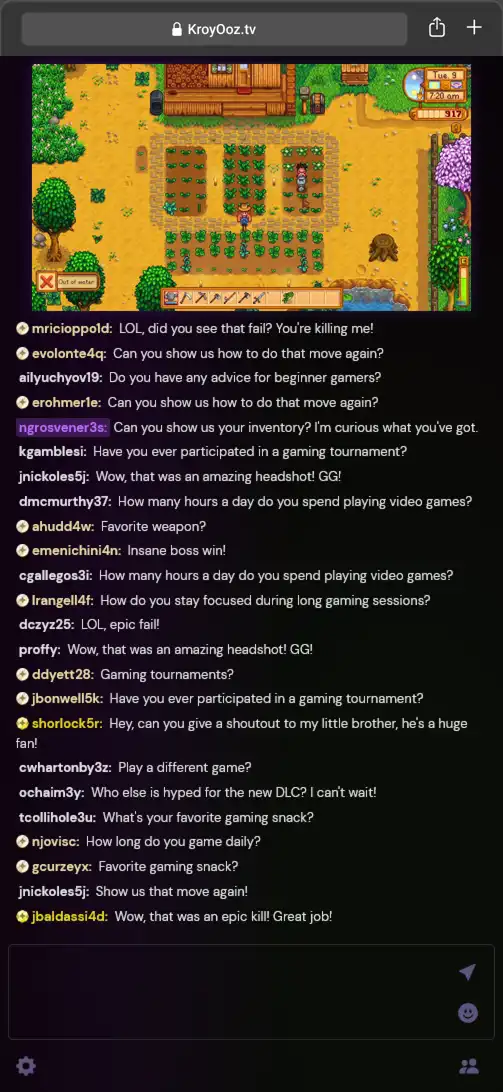 KroyOoz.tv
Tue. 9
7:20 am
917
Out of water
mricioppo1d: LOL, did you see that fail? You're killing me!
evolonte4q: Can you show us how to do that move again?
ailyuchyov19: Do you have any advice for beginner gamers?
erohmer1e: Can you show us how to do that move again?
ngrosvener3s: Can you show us your inventory? I'm curious what you've got.
kgamblesi: Have you ever participated in a gaming tournament?
jnickoles5j: Wow, that was an amazing headshot! GG!
dmcmurthy37: How many hours a day do you spend playing video games?
ahudd4w: Favorite weapon?
emenichini4n: Insane boss win!
cgallegos3i: How many hours a day do you spend playing video games?
lrangell4f: How do you stay focused during long gaming sessions?
dczyz25: LOL, epic fail!
proffy: Wow, that was an amazing headshot! GG!
ddyett28: Gaming tournaments?
jbonwell5k: Have you ever participated in a gaming tournament?
shorlock5r: Hey, can you give a shoutout to my little brother, he's a huge
fan!
cwhartonby3z: Play a different game?
ochaim3y: Who else is hyped for the new DLC? I can't wait!
tcollihole3u: What's your favorite gaming snack?
njovisc: How long do you game daily?
gcurzeyx: Favorite gaming snack?
jnickoles5j: Show us that move again!
jbaldassi4d: Wow, that was an epic kill! Great job!